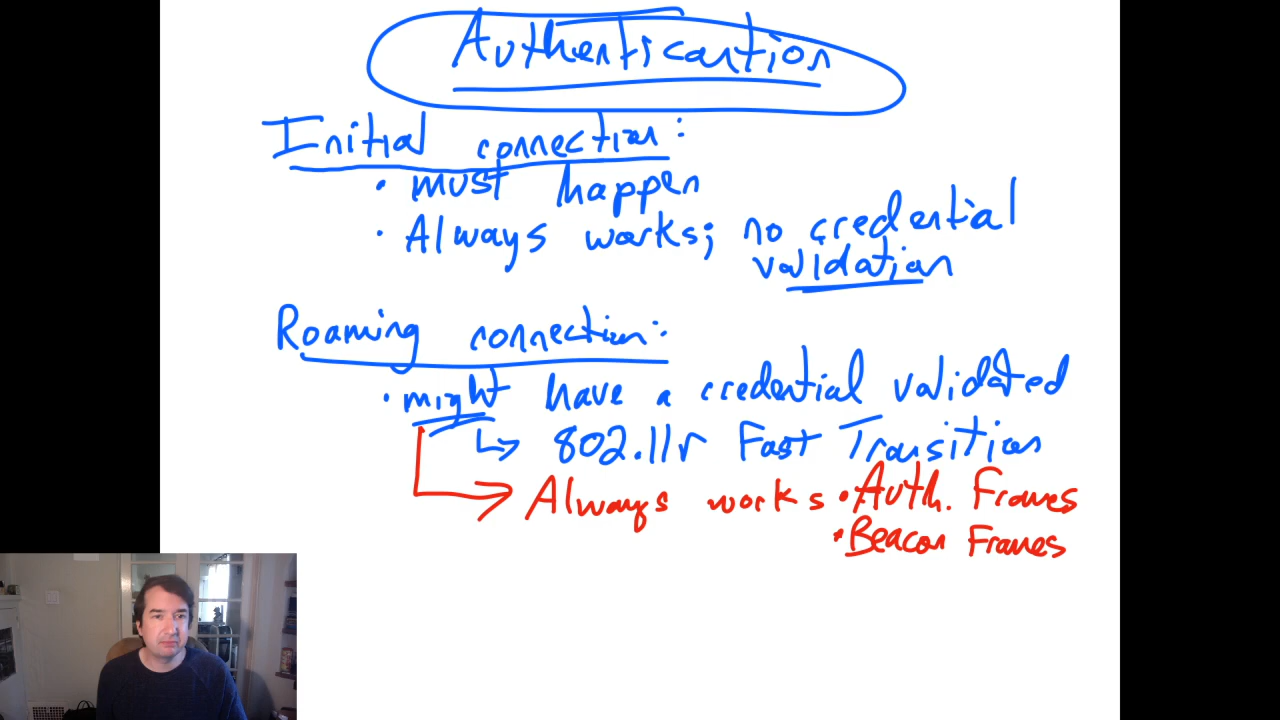 Authenticartion
Initial connection:
• must happen
• Always works; no credential
validation
Roaming connection:
• might have a credential validated
↳ 802.11r Fast Transition
→ Always works • Auth. Frames
• Beacon Frames